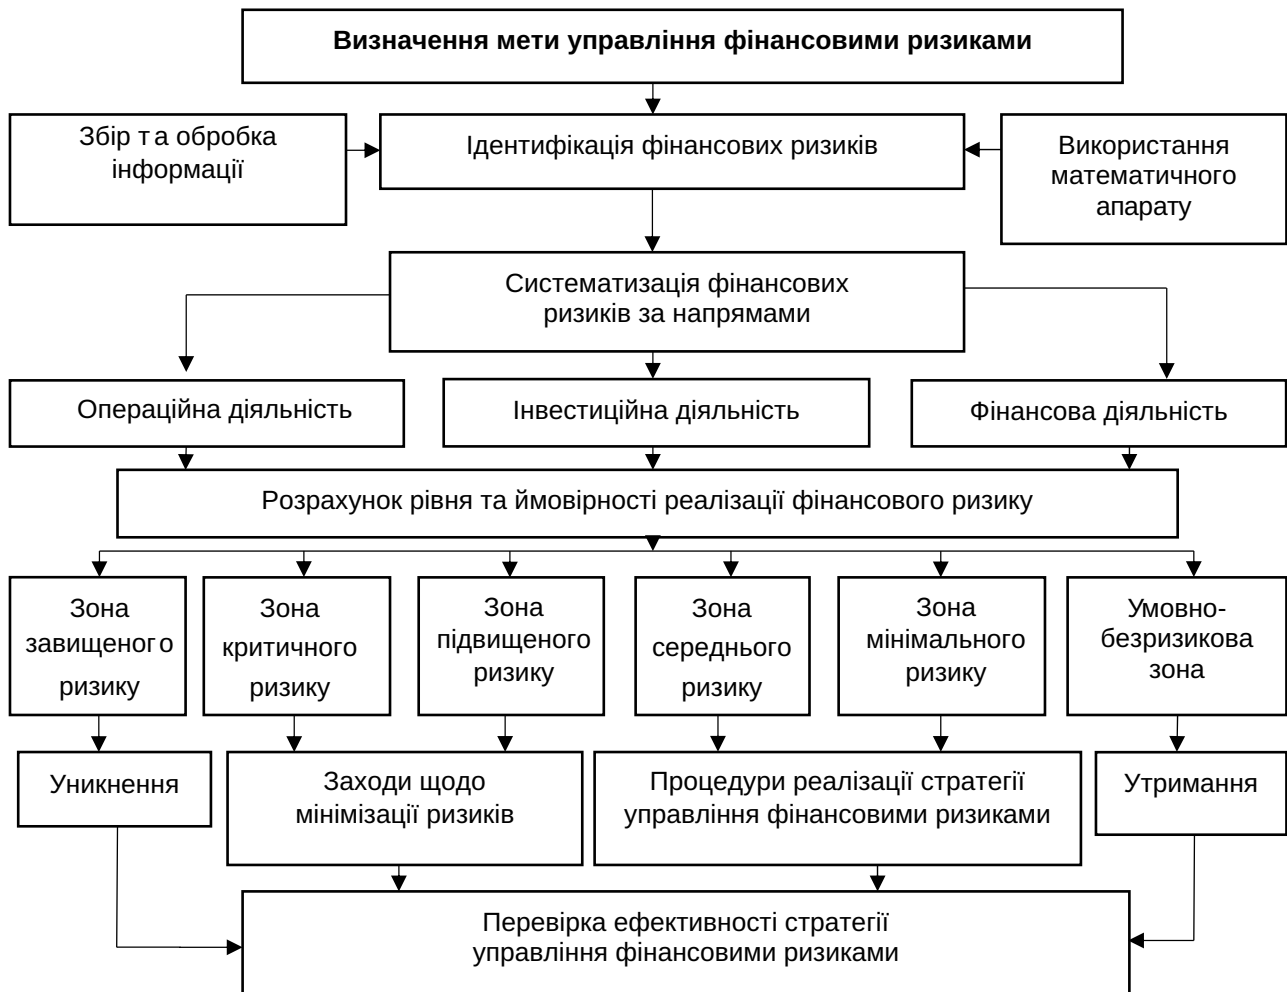 Визначення мети управління фінансовими ризиками
Збір та обробка
інформації
Ідентифікація фінансових ризиків
Використання
математичного
апарату
Систематизація фінансових
ризиків за напрямами
Операційна діяльність
Інвестиційна діяльність
Фінансова діяльність
Розрахунок рівня та ймовірності реалізації фінансового ризику
Зона
завищеного
ризику
Зона
критичного
ризику
Зона
підвищеного
ризику
Зона
середнього
ризику
Зона
мінімального
ризику
Умовно-
безризикова
зона
Уникнення
Заходи щодо
мінімізації ризиків
Процедури реалізації стратегії
управління фінансовими ризиками
Утримання
Перевірка ефективності стратегії
управління фінансовими ризиками